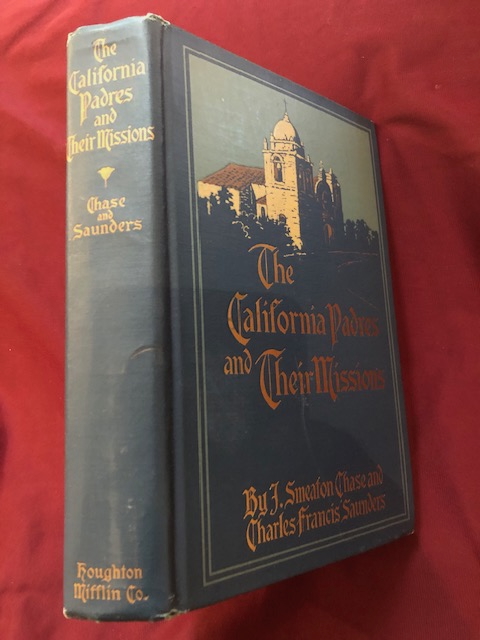 The
California
Padres
and
Their Missions
Chase
and
Saunders
Houghton
Mifflin Co.
The
California Padres
and Their Missions
By J. Smeaton Chase and
Charles Francis Saunders